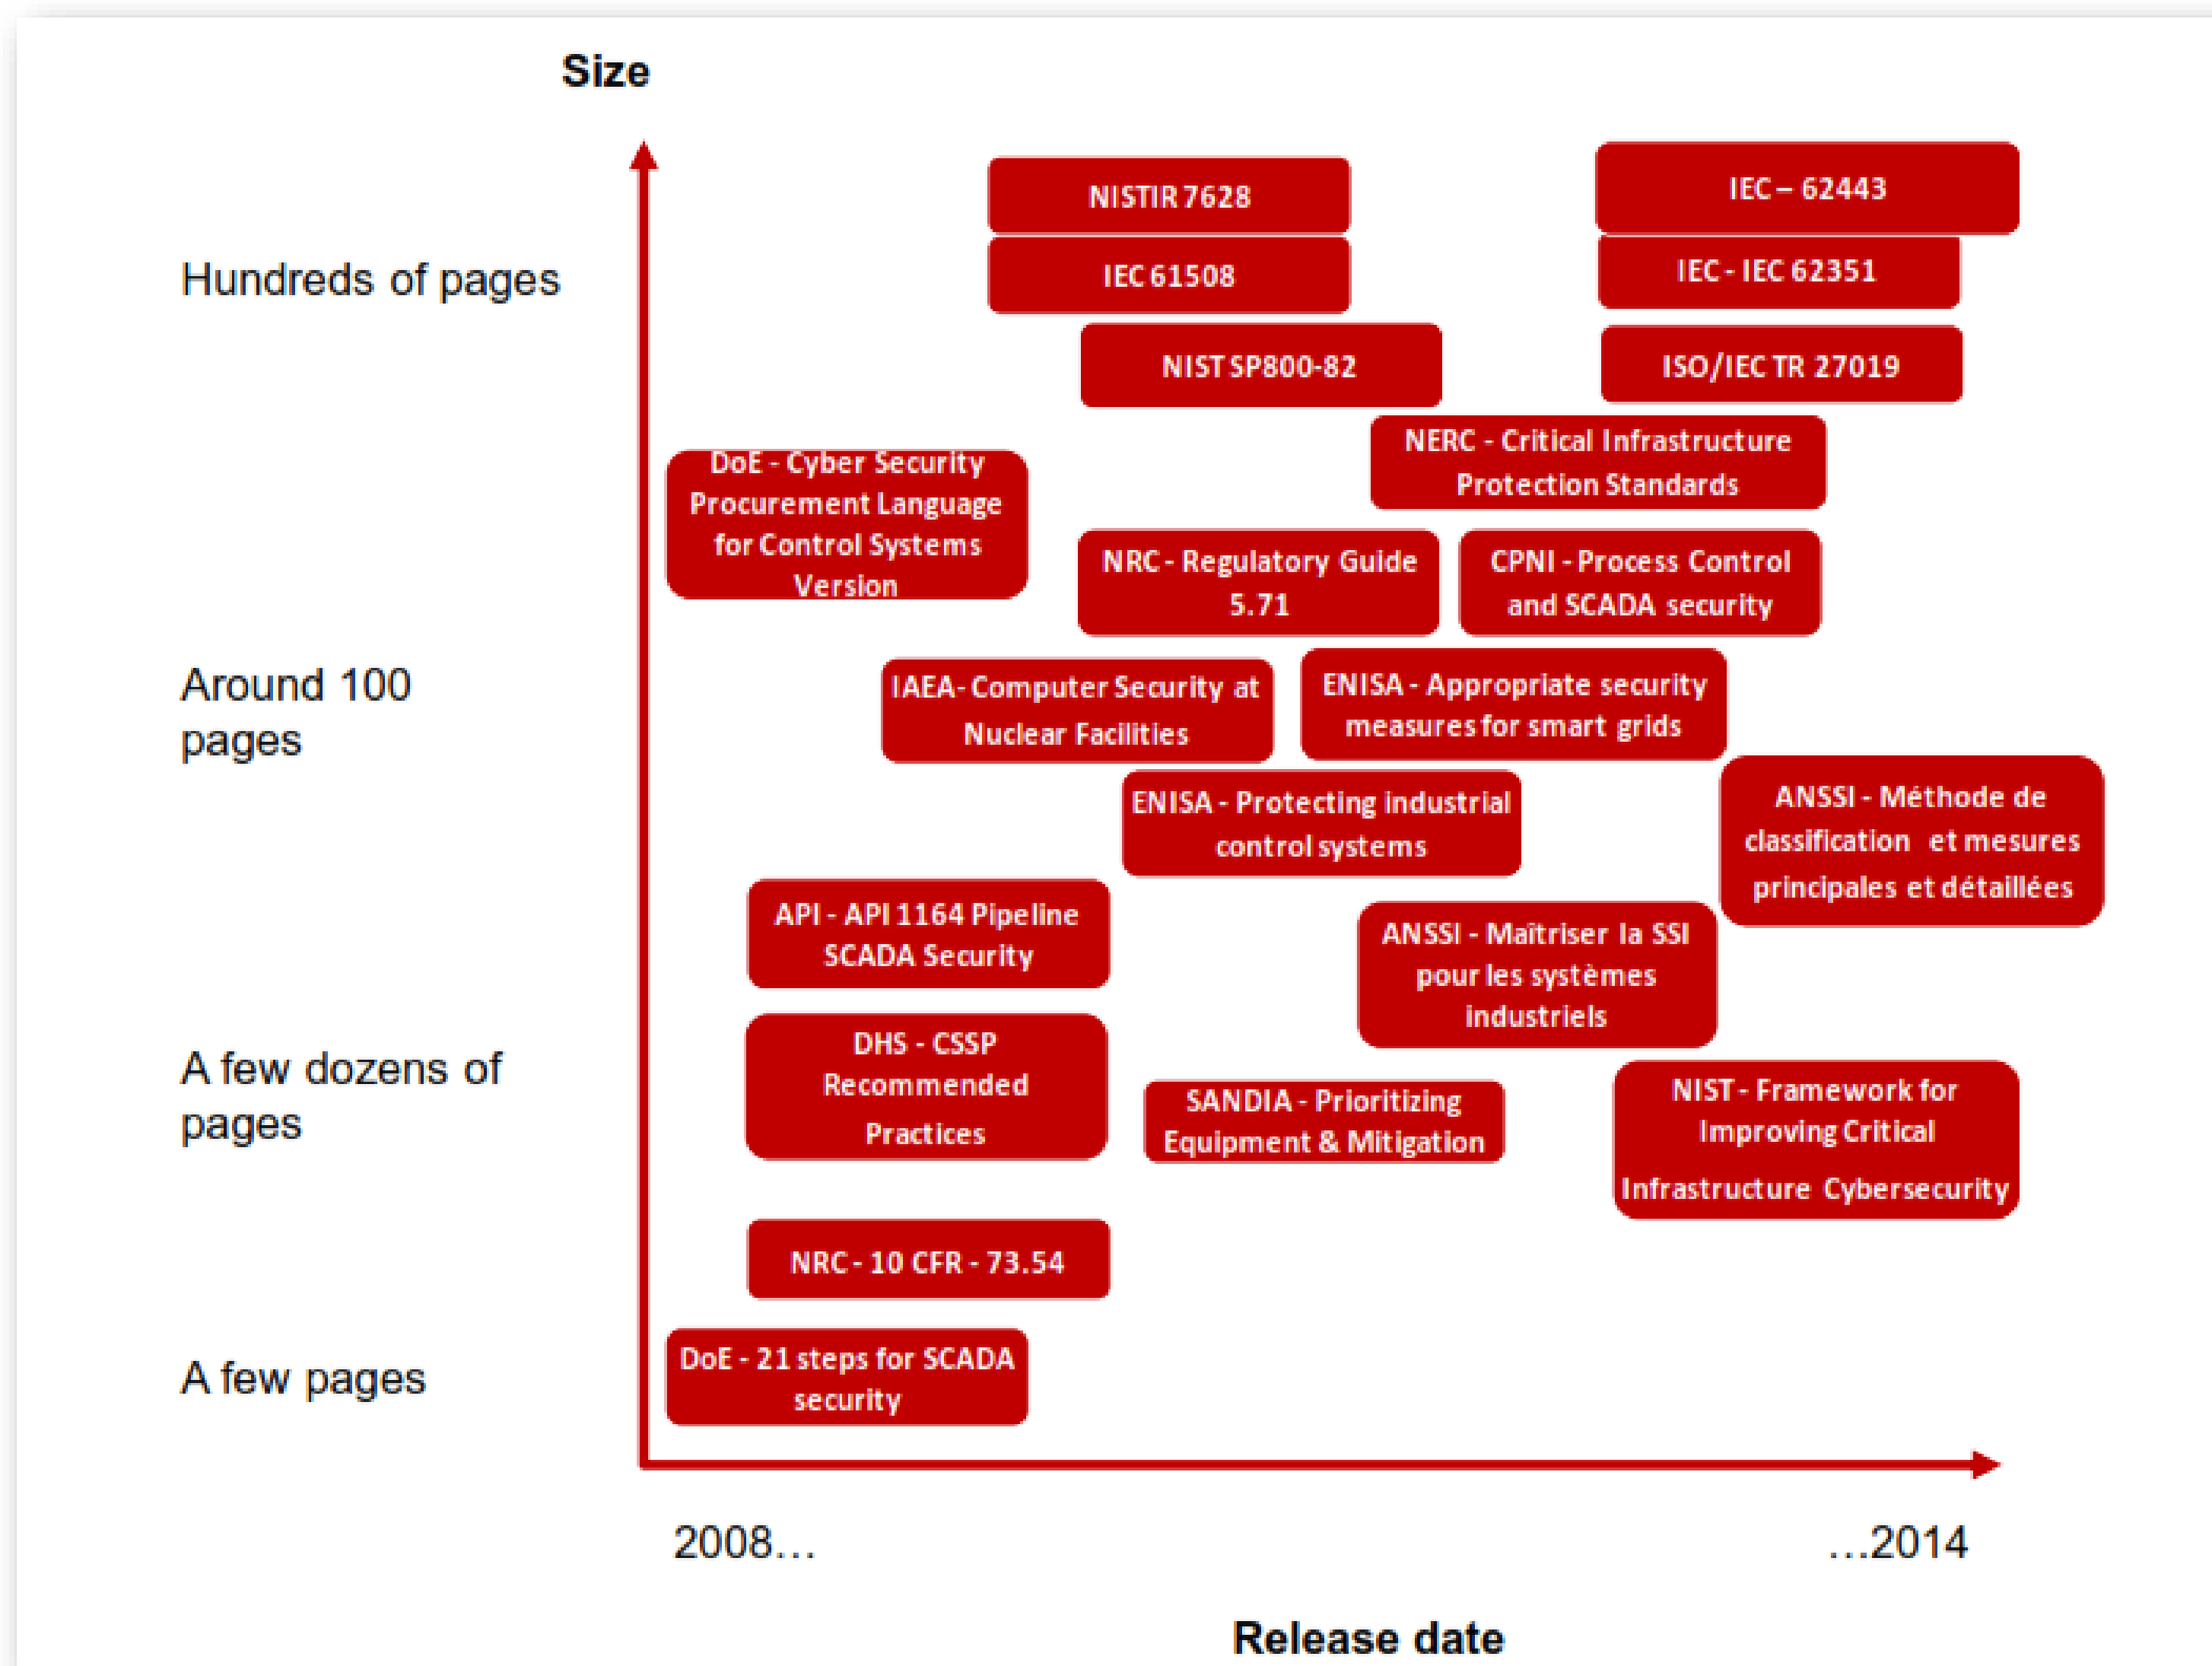 Size
NISTIR 7628
IEC – 62443
Hundreds of pages
IEC 61508
IEC - IEC 62351
NIST SP800-82
ISO/IEC TR 27019
NERC - Critical Infrastructure
Protection Standards
DoE - Cyber Security
Procurement Language
for Control Systems
Version
NRC - Regulatory Guide
5.71
CPNI - Process Control
and SCADA security
Around 100
pages
IAEA- Computer Security at
Nuclear Facilities
ENISA - Appropriate security
measures for smart grids
ENISA - Protecting industrial
control systems
ANSSI - Méthode de
classification et mesures
principales et détaillées
API - API 1164 Pipeline
SCADA Security
ANSSI - Maîtriser la SSI
pour les systèmes
industriels
A few dozens of
pages
DHS - CSSP
Recommended
Practices
SANDIA - Prioritizing
Equipment & Mitigation
NIST - Framework for
Improving Critical
Infrastructure Cybersecurity
NRC - 10 CFR - 73.54
A few pages
DoE - 21 steps for SCADA
security
2008...
...2014
Release date